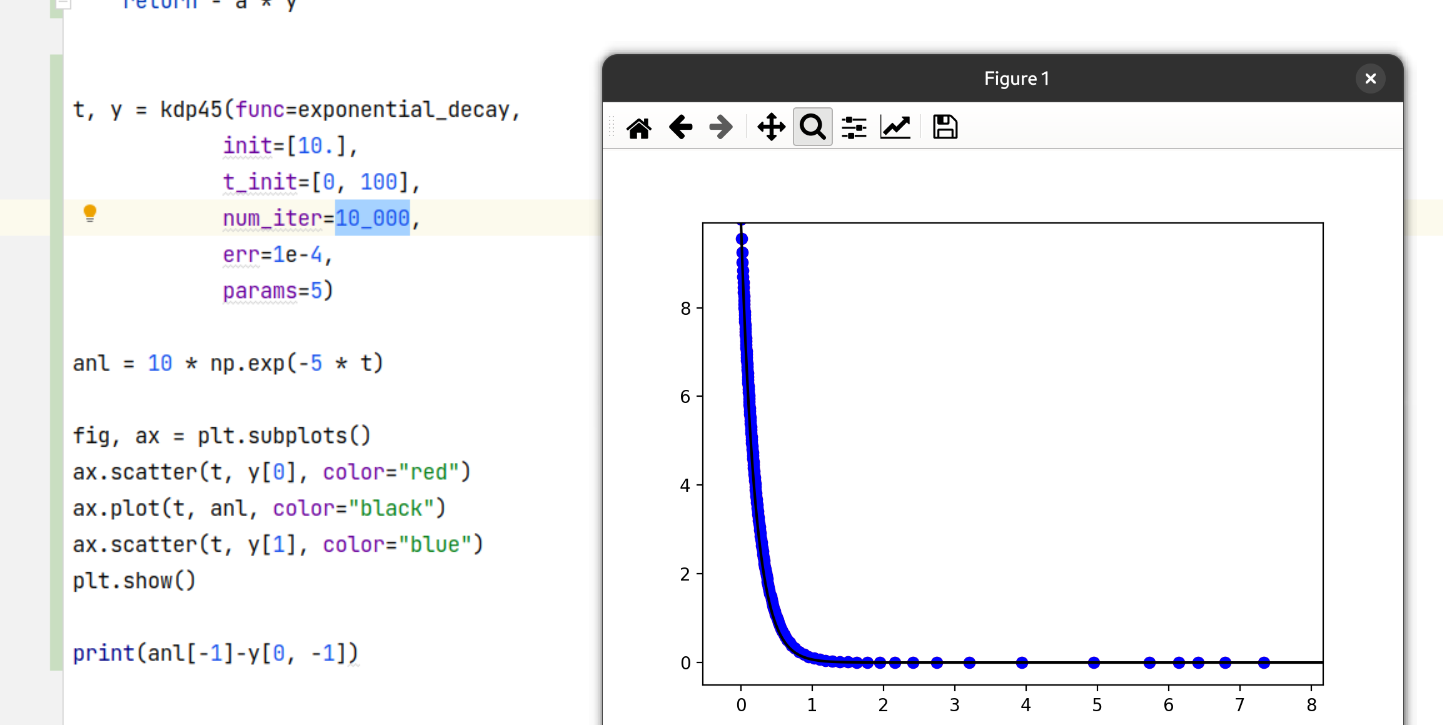 return - a * y
t, y = kdp45(func=exponential_decay,
init=[10.],
t_init=[0, 100],
num_iter=10_000,
err=1e-4,
params=5)
anl = 10 * np.exp(-5 * t)
fig, ax = plt.subplots()
ax.scatter(t, y[0], color="red")
ax.plot(t, anl, color="black")
ax.scatter(t, y[1], color="blue")
plt.show()
print(anl[-1]-y[0, -1])
Figure 1
8
6
4
2
0
0 1 2 3 4 5 6 7 8